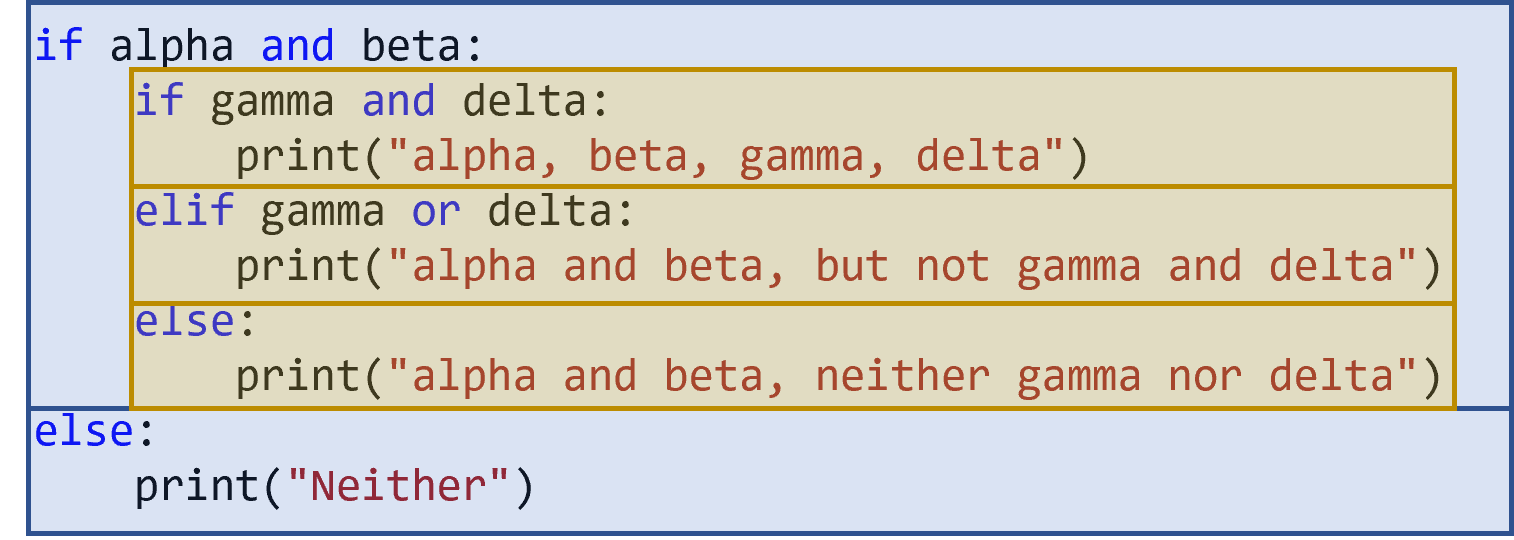 if alpha and beta:
    if gamma and delta:
        print("alpha, beta, gamma, delta")
    elif gamma or delta:
        print("alpha and beta, but not gamma and delta")
    else:
        print("alpha and beta, neither gamma nor delta")
else:
    print("Neither")